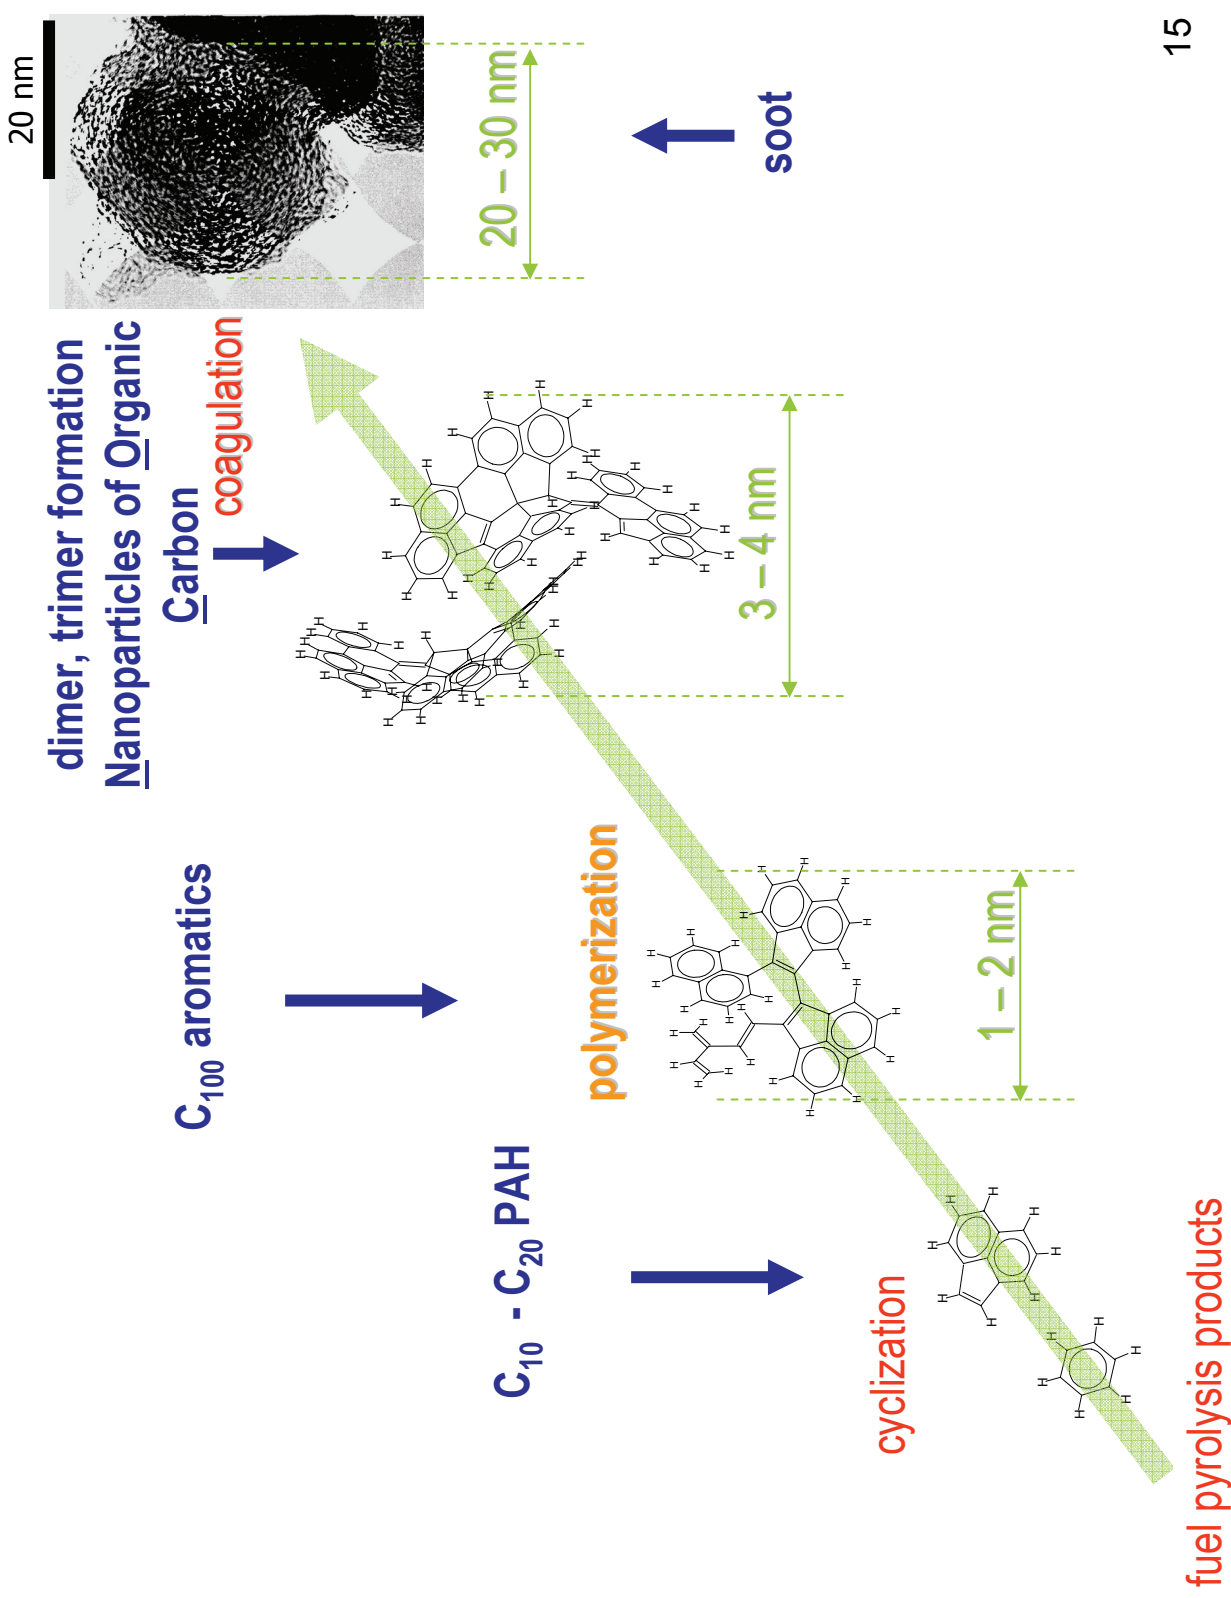 20 nm
dimer, trimer formation
Nanoparticles of Organic
Carbon
coagulation
20 – 30 nm
soot
C100 aromatics
3 – 4 nm
polymerization
C10 - C20 PAH
1 – 2 nm
cyclization
fuel pyrolysis products
15